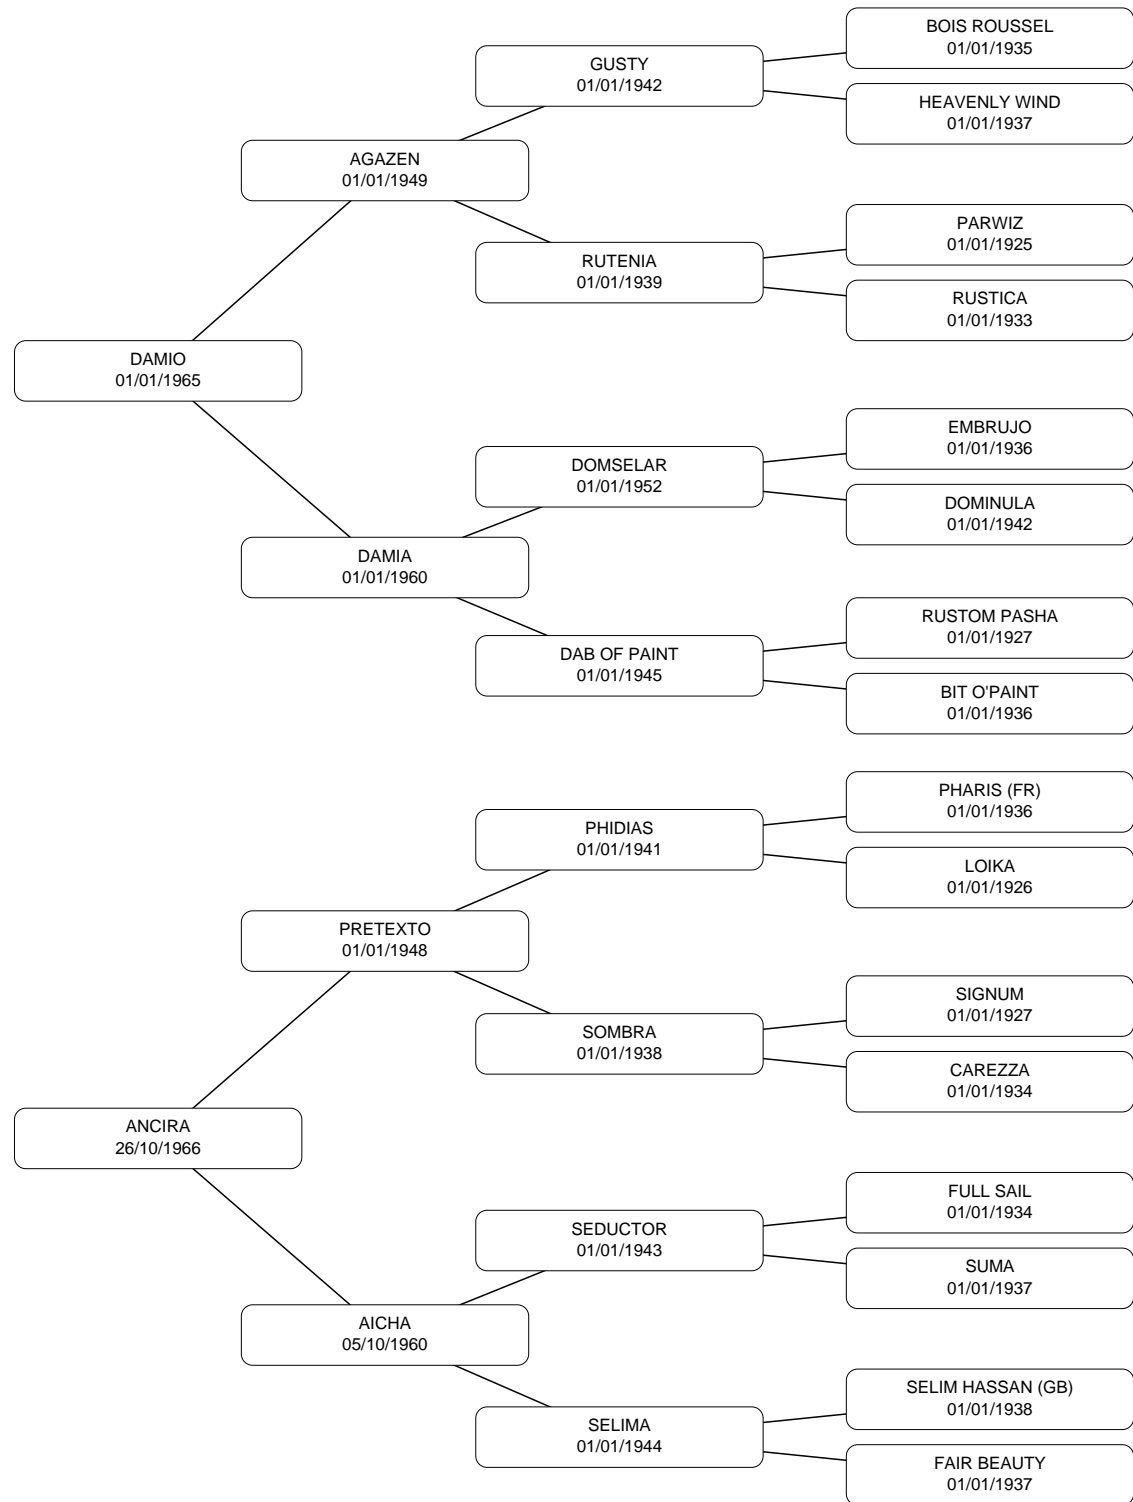 BOIS ROUSSEL
01/01/1935
GUSTY
01/01/1942
HEAVENLY WIND
01/01/1937
AGAZEN
01/01/1949
PARWIZ
01/01/1925
RUTENIA
01/01/1939
RUSTICA
01/01/1933
DAMIO
01/01/1965
EMBRUJO
01/01/1936
DOMSELAR
01/01/1952
DOMINULA
01/01/1942
DAMIA
01/01/1960
RUSTOM PASHA
01/01/1927
DAB OF PAINT
01/01/1945
BIT O'PAINT
01/01/1936
PHARIS (FR)
01/01/1936
PHIDIAS
01/01/1941
LOIKA
01/01/1926
PRETEXTO
01/01/1948
SIGNUM
01/01/1927
SOMBRA
01/01/1938
CAREZZA
01/01/1934
ANCIRA
26/10/1966
FULL SAIL
01/01/1934
SEDUCTOR
01/01/1943
SUMA
01/01/1937
AICHA
05/10/1960
SELIM HASSAN (GB)
01/01/1938
SELIMA
01/01/1944
FAIR BEAUTY
01/01/1937